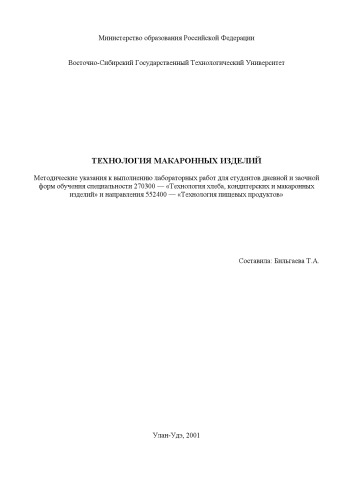 Министерство образования Российской Федерации
Восточно-Сибирский Государственный Технологический Университет
ТЕХНОЛОГИЯ МАКАРОННЫХ ИЗДЕЛИЙ
Методические указания к выполнению лабораторных работ для студентов дневной и заочной
форм обучения специальности 270300 — «Технология хлеба, кондитерских и макаронных
изделий» и направления 552400 — «Технология пищевых продуктов»
Составила: Бильгаева Т.А.
Улан-Удэ, 2001